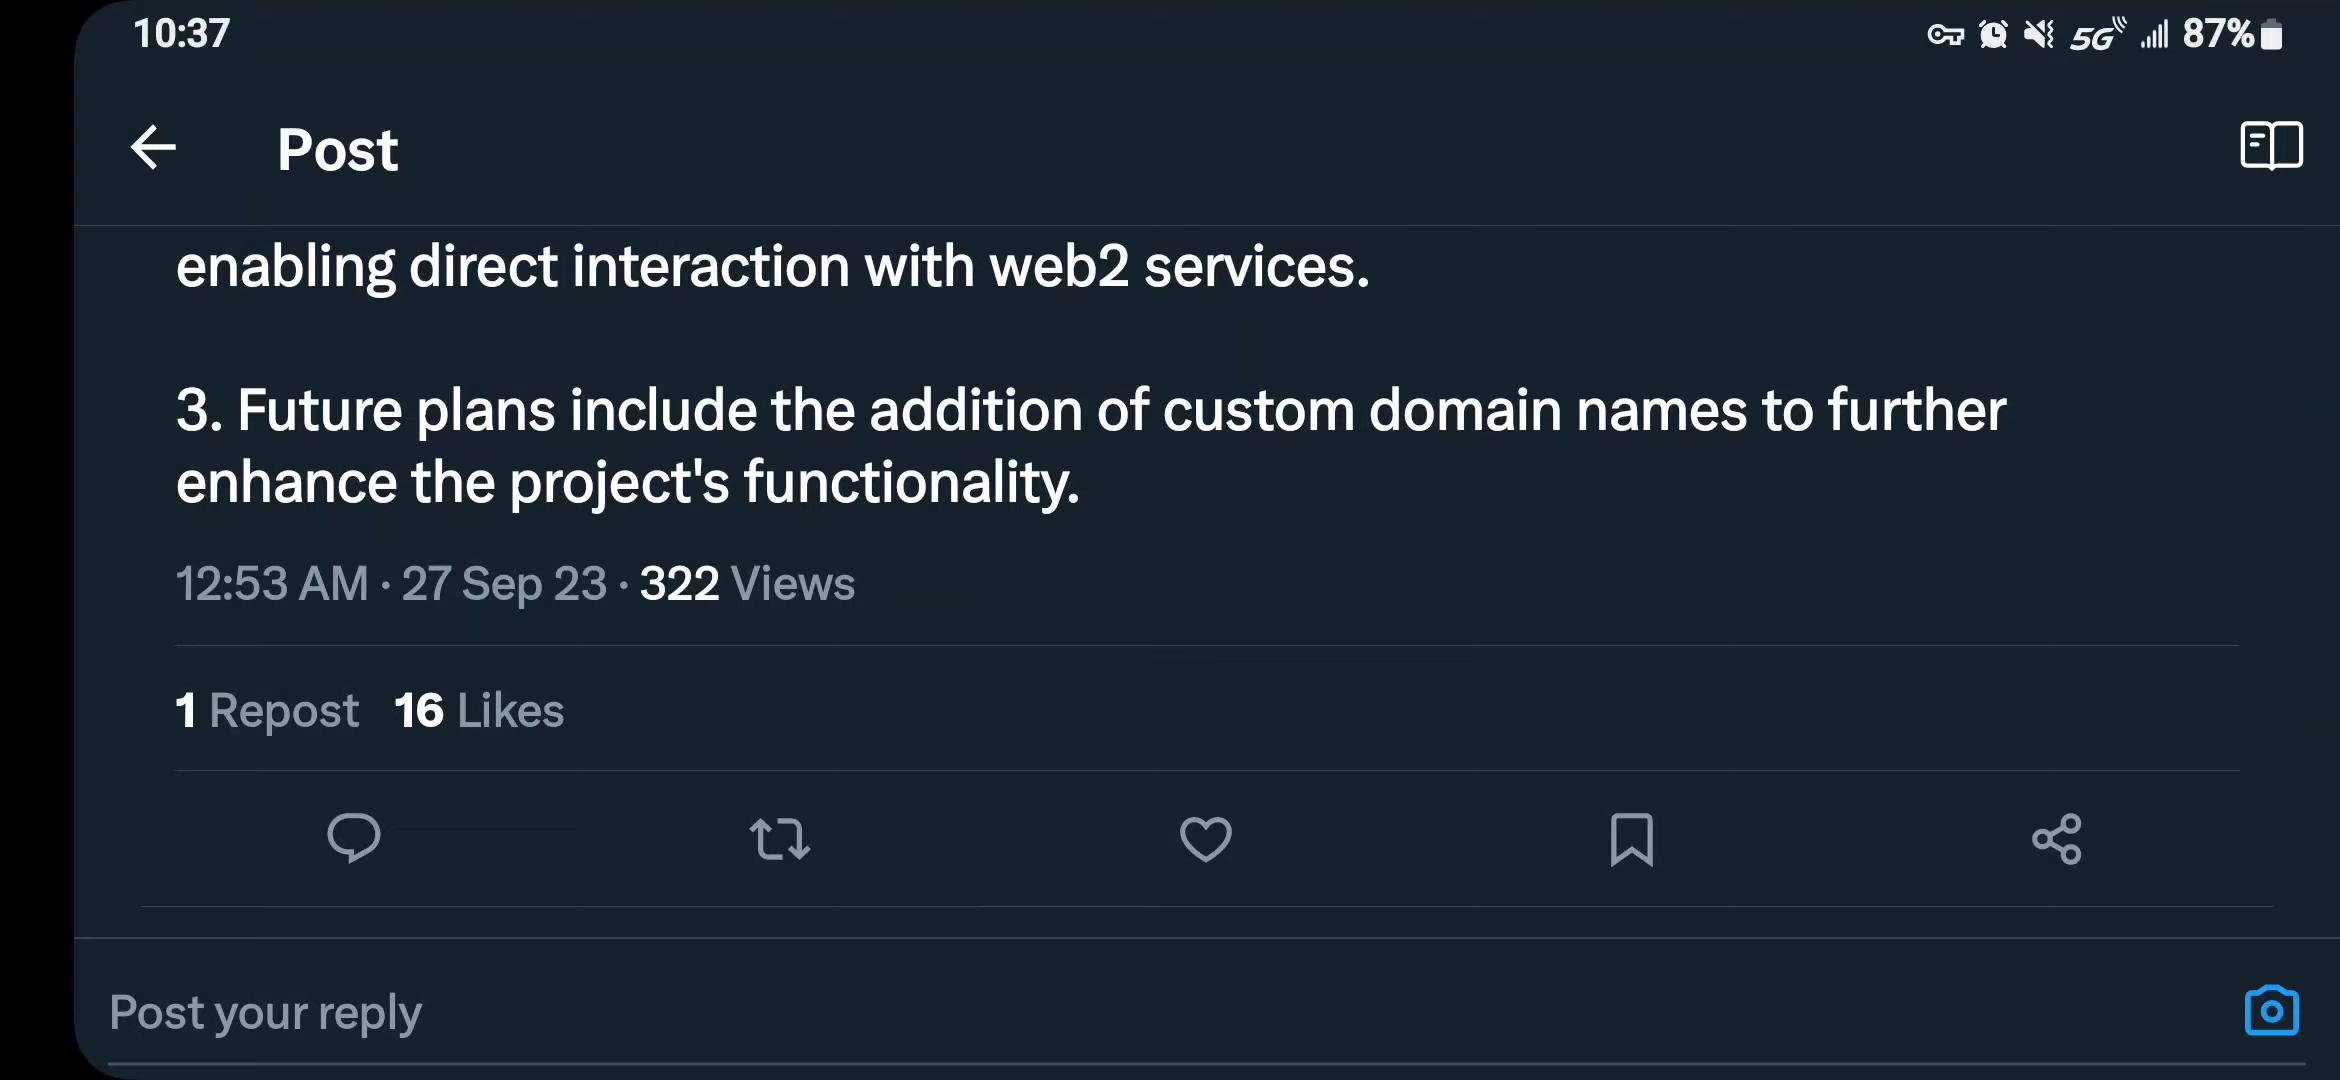 10:37
5G 87%
Post
enabling direct interaction with web2 services.
3. Future plans include the addition of custom domain names to further
enhance the project's functionality.
12:53 AM · 27 Sep 23 · 322 Views
1 Repost 16 Likes
Post your reply